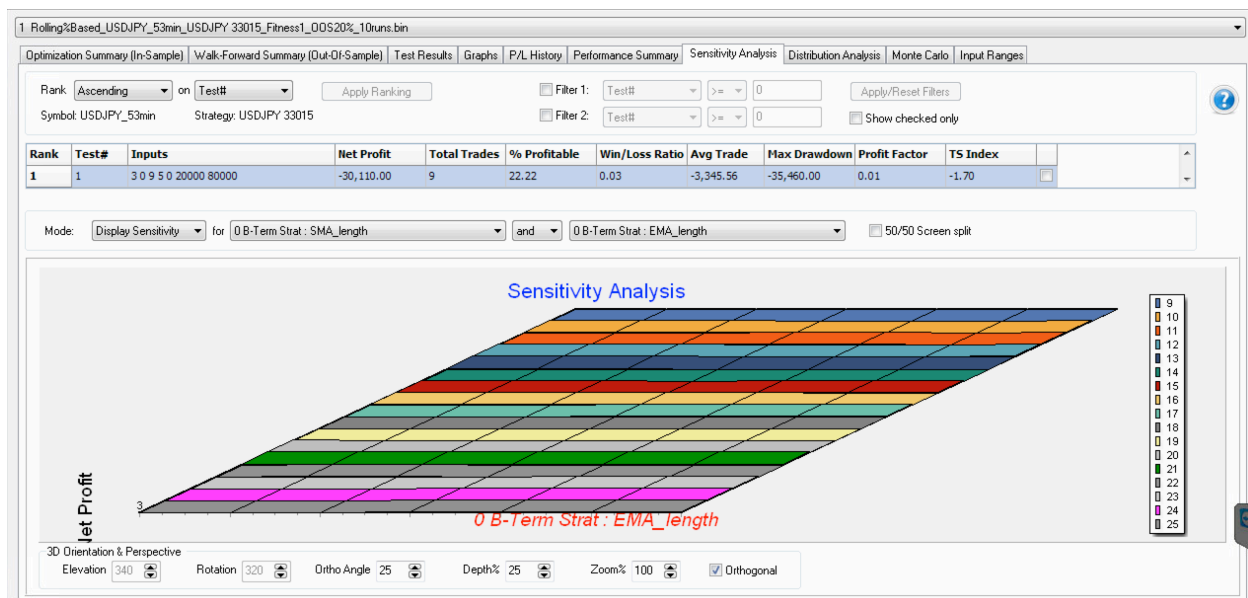 1 Rolling%Based_USDJPY_53min_USDJPY 33015_Fitness1_OOS20%_10runs.bin
Optimization Summary (In-Sample) Walk-Forward Summary (Out-Of-Sample) Test Results Graphs P/L History Performance Summary Sensitivity Analysis Distribution Analysis Monte Carlo Input Ranges
Rank Ascending on Test# Apply Ranking Filter 1: Test# >= 0 Apply/Reset Filters
Symbol: USDJPY_53min Strategy: USDJPY 33015 Filter 2: Test# >= 0 Show checked only
?
Rank Test# Inputs Net Profit Total Trades % Profitable Win/Loss Ratio Avg Trade Max Drawdown Profit Factor TS Index
1 1 3 0 9 5 0 20000 80000 -30,110.00 9 22.22 0.03 -3,345.56 -35,460.00 0.01 -1.70
Mode: Display Sensitivity for 0 B-Term Strat : SMA_length and 0 B-Term Strat : EMA_length 50/50 Screen split
Sensitivity Analysis
9
10
11
12
13
14
15
16
17
18
19
20
21
22
23
24
25
Net Profit
3
0 B-Term Strat : EMA_length
3D Orientation & Perspective
Elevation 340 Rotation 320 Ortho Angle 25 Depth% 25 Zoom% 100 Orthogonal